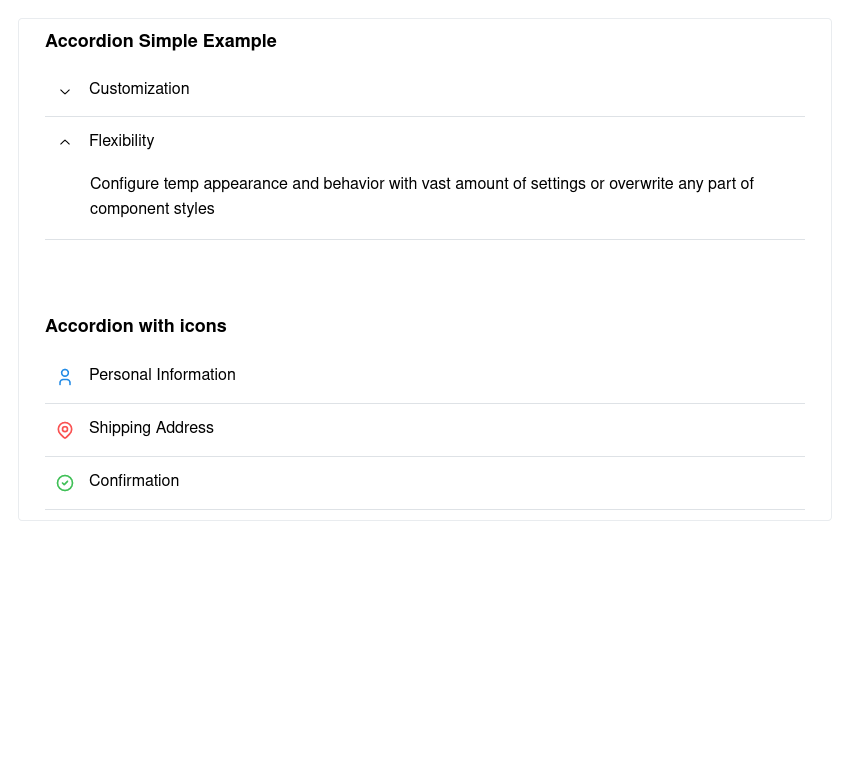 Accordion Simple Example
Customization
Flexibility
Configure temp appearance and behavior with vast amount of settings or overwrite any part of
component styles
Accordion with icons
Personal Information
Shipping Address
Confirmation